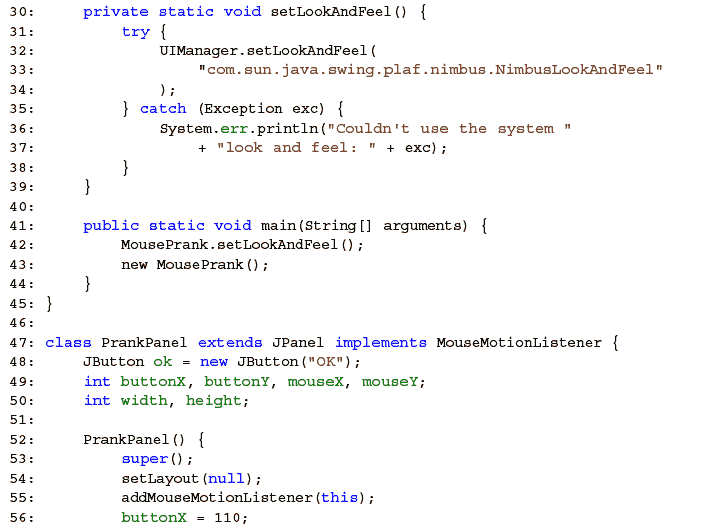 30:     private static void setLookAndFeel() {
31:         try {
32:             UIManager.setLookAndFeel(
33:                 "com.sun.java.swing.plaf.nimbus.NimbusLookAndFeel"
34:             );
35:         } catch (Exception exc) {
36:             System.err.println("Couldn't use the system "
37:                 + "look and feel: " + exc);
38:         }
39:     }
40:
41:     public static void main(String[] arguments) {
42:         MousePrank.setLookAndFeel();
43:         new MousePrank();
44:     }
45: }
46:
47: class PrankPanel extends JPanel implements MouseMotionListener {
48:     JButton ok = new JButton("OK");
49:     int buttonX, buttonY, mouseX, mouseY;
50:     int width, height;
51:
52:     PrankPanel() {
53:         super();
54:         setLayout(null);
55:         addMouseMotionListener(this);
56:         buttonX = 110;